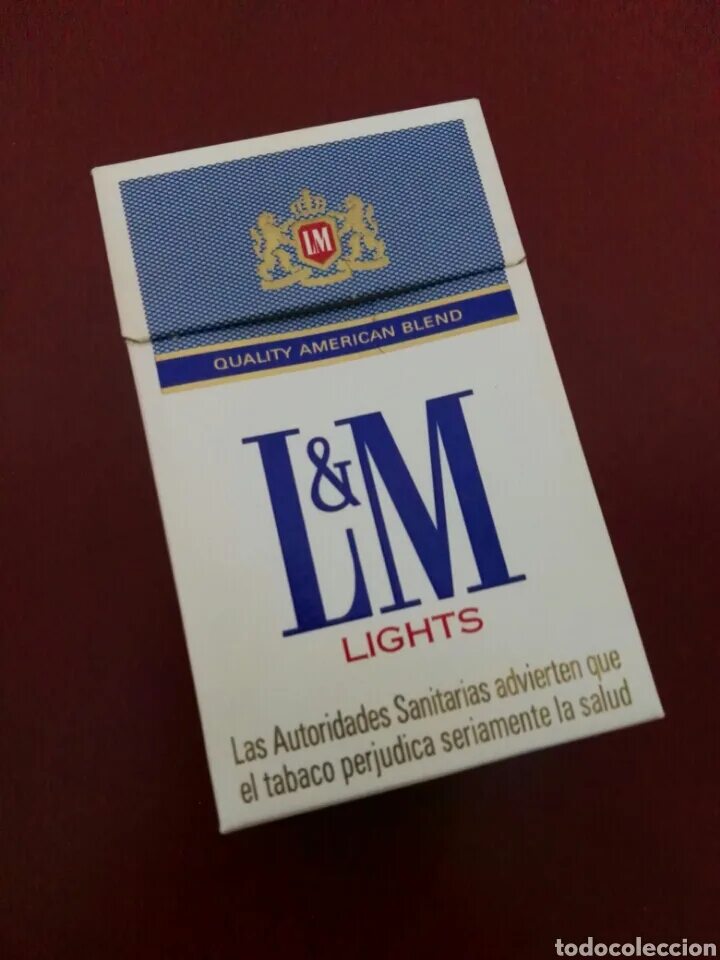 LM
QUALITY AMERICAN BLEND
L&M
LIGHTS
Las Autoridades Sanitarias advierten que
el tabaco perjudica seriamente la salud
todocoleccion